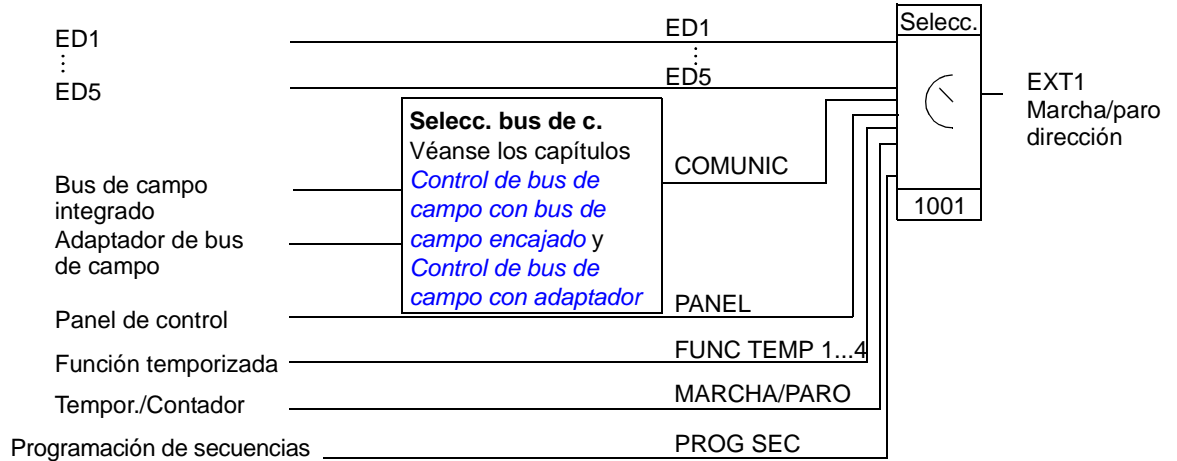 ED1
ED1
Selecc.
ED5
ED5
EXT1
Marcha/paro
dirección
Selecc. bus de c.
Véanse los capítulos
Control de bus de
campo con bus de
campo encajado y
Control de bus de
campo con adaptador
COMUNIC
1001
Bus de campo
integrado
Adaptador de bus
de campo
Panel de control
PANEL
Función temporizada
FUNC TEMP 1...4
Tempor./Contador
MARCHA/PARO
Programación de secuencias
PROG SEC